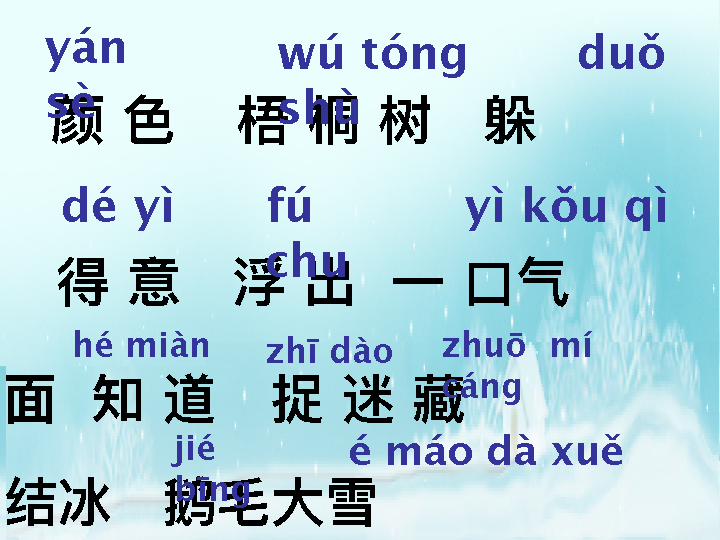 yán wú tóng duǒ
sè shù
颜 色 梧 桐 树 躲
dé yì fú yì kǒu qì
chu
得 意 浮 出 一 口气
hé miàn zhī dào zhuō mí
cáng
面 知 道 捉 迷 藏
jié é máo dà xuě
bīng
结冰 鹅毛大雪